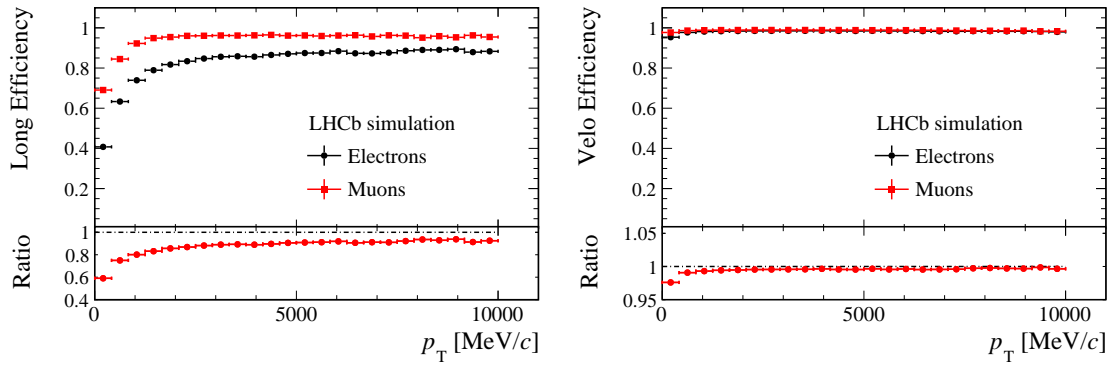 Long Efficiency
1
0.8
0.6
0.4
0.2
LHCb simulation
Electrons
Muons
Ratio
1
0.8
0.6
0.4
0
5000
10000
p_T [MeV/c]
Velo Efficiency
1
0.8
0.6
0.4
0.2
LHCb simulation
Electrons
Muons
Ratio
1.05
1
0.95
0
5000
10000
p_T [MeV/c]